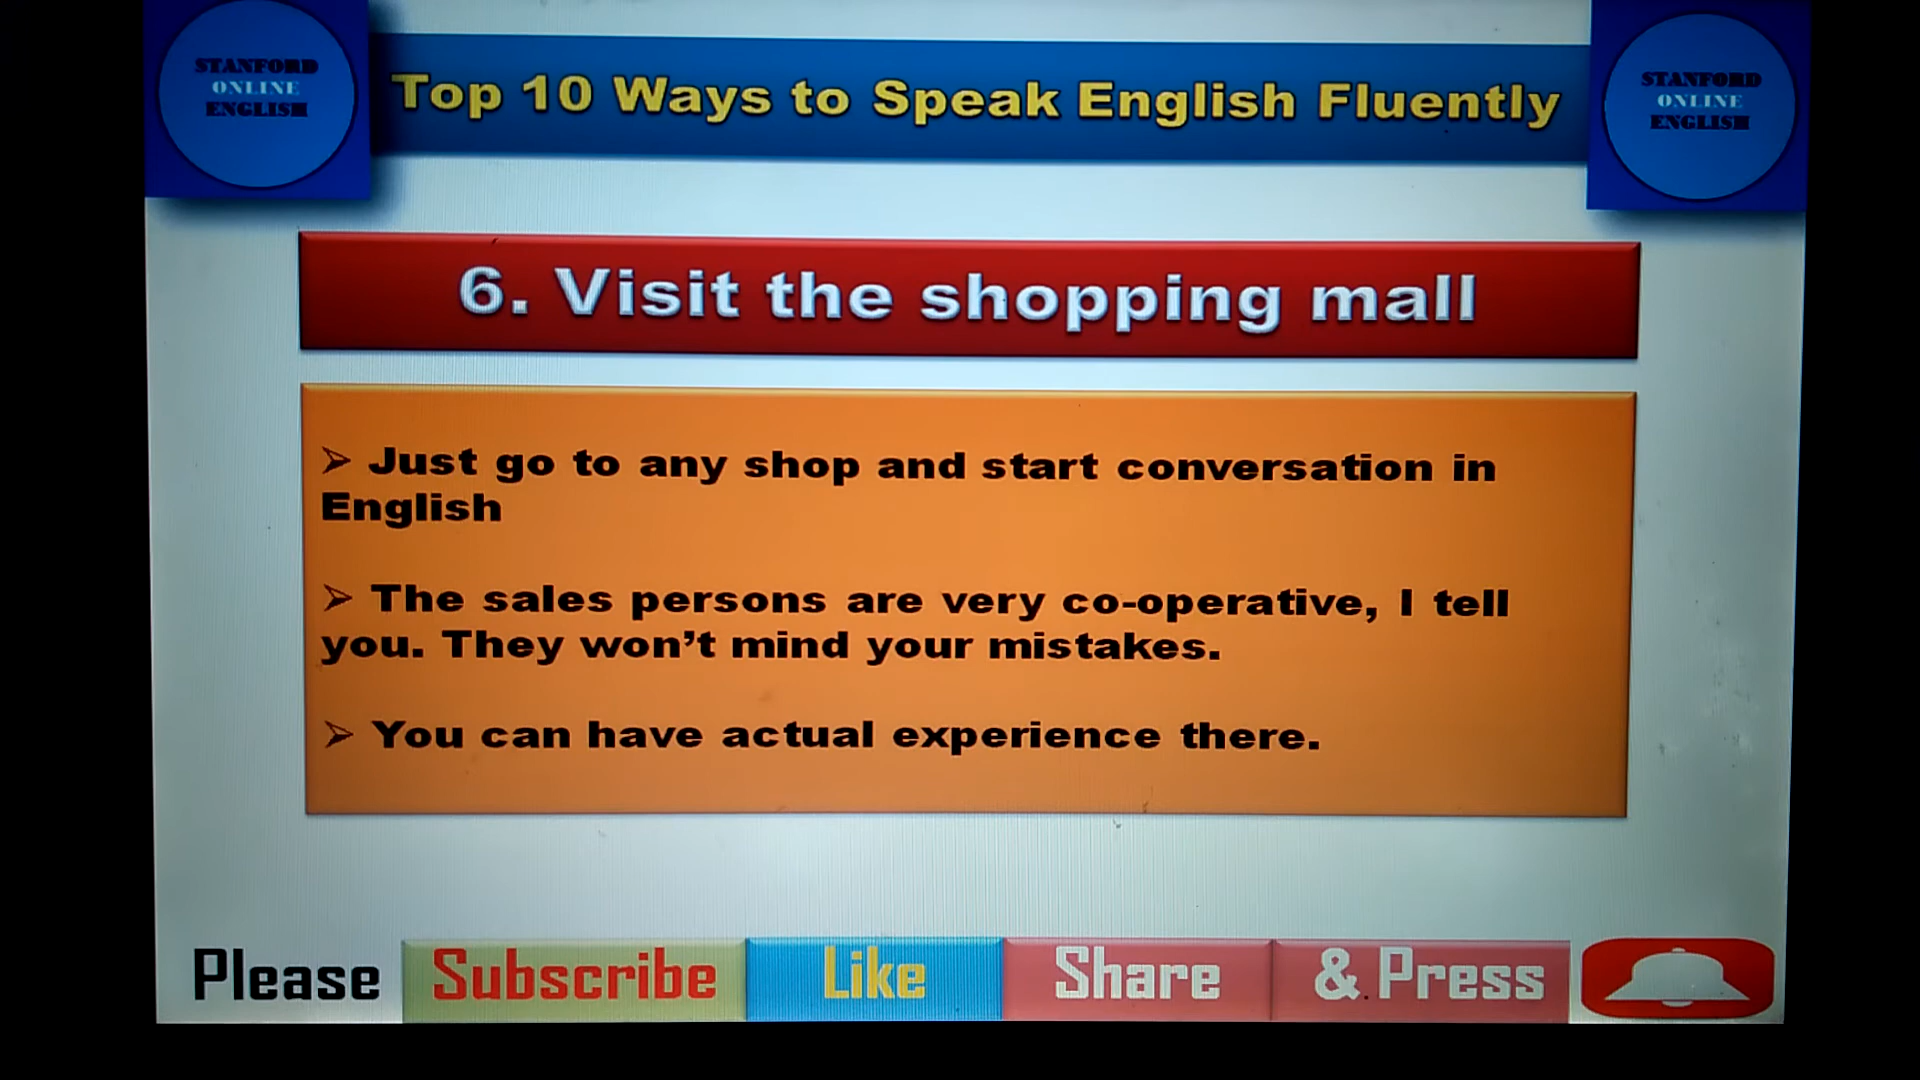 STANFORD
ONLINE
ENGLISH
Top 10 Ways to Speak English Fluently
STANFORD
ONLINE
ENGLISH
6. Visit the shopping mall
➢ Just go to any shop and start conversation in
English
➢ The sales persons are very co-operative, I tell
you. They won’t mind your mistakes.
➢ You can have actual experience there.
Please Subscribe Like Share & Press